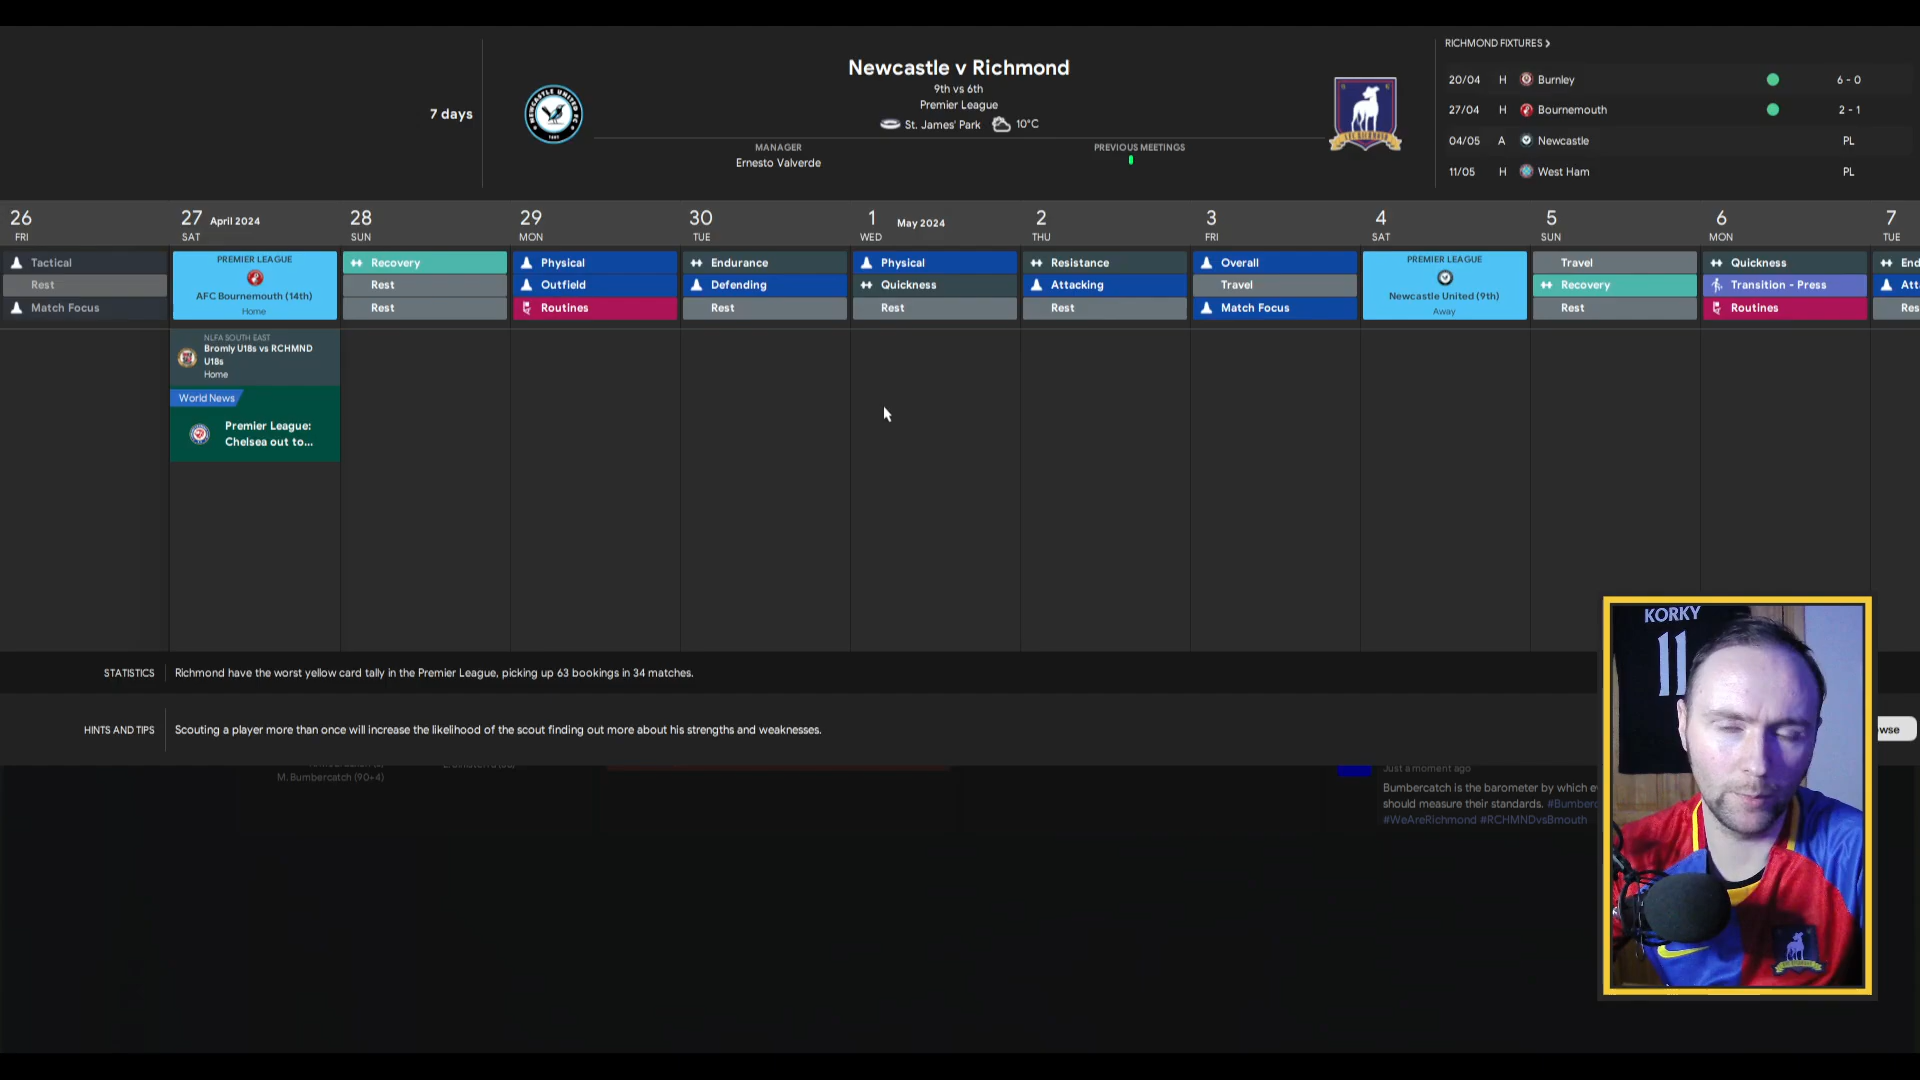 Newcastle v Richmond
9th vs 6th
Premier League
7 days
St. James' Park 10°C
MANAGER
Ernesto Valverde
PREVIOUS MEETINGS
RICHMOND FIXTURES >
20/04 H Burnley 6 - 0
27/04 H Bournemouth 2 - 1
04/05 A Newcastle PL
11/05 H West Ham PL
26
FRI
27 April 2024
SAT
28
SUN
29
MON
30
TUE
1 May 2024
WED
2
THU
3
FRI
4
SAT
5
SUN
6
MON
7
TUE
Tactical
Rest
Match Focus
PREMIER LEAGUE
AFC Bournemouth (14th)
Home
Recovery
Rest
Rest
Physical
Outfield
Routines
Endurance
Defending
Rest
Physical
Quickness
Rest
Resistance
Attacking
Rest
Overall
Travel
Match Focus
PREMIER LEAGUE
Newcastle United (9th)
Away
Travel
Recovery
Rest
Quickness
Transition - Press
Routines
End
Att
Res
NLFA SOUTH EAST
Bromly U18s vs RCHMND
U18s
Home
World News
Premier League:
Chelsea out to...
STATISTICS Richmond have the worst yellow card tally in the Premier League, picking up 63 bookings in 34 matches.
HINTS AND TIPS Scouting a player more than once will increase the likelihood of the scout finding out more about his strengths and weaknesses.
wse
M. Bumbercatch (90+4)
Just a moment ago
Bumbercatch is the barometer by which e
should measure their standards. #Bumberc
#WeAreRichmond #RCHMNDvsBmouth
KORKY
11